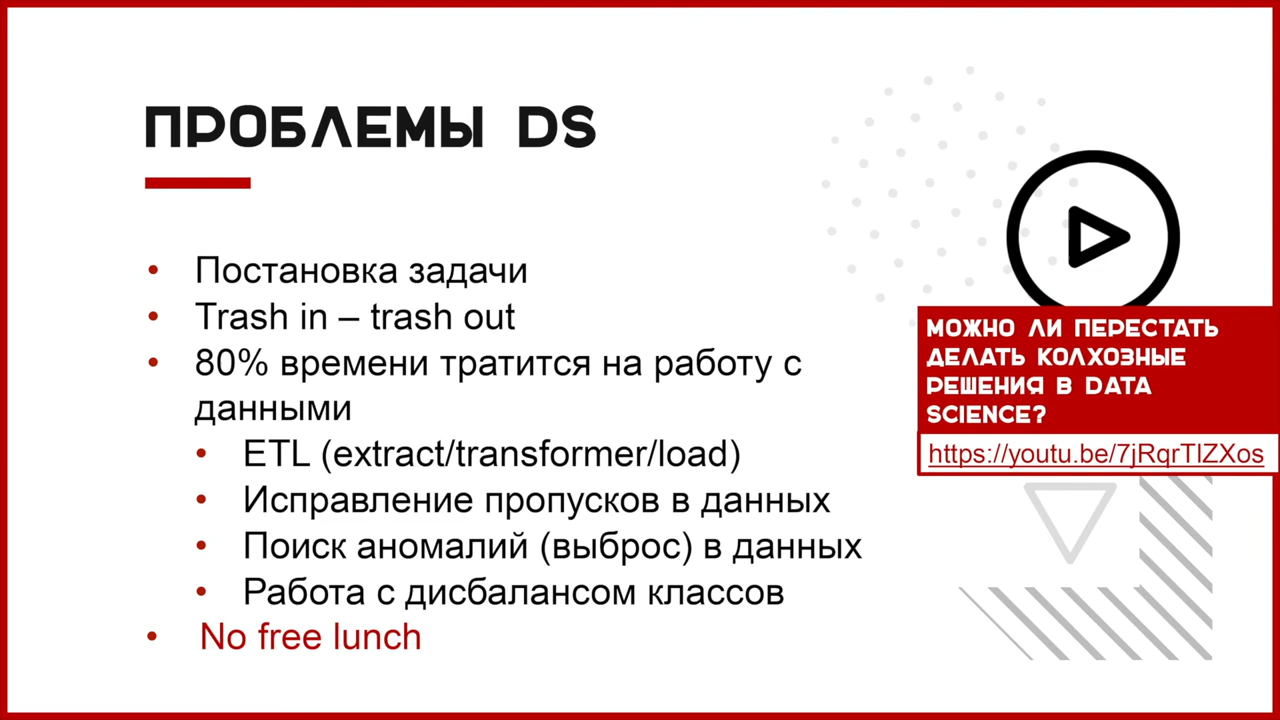 ПРОБЛЕМЫ DS
• Постановка задачи
• Trash in – trash out
• 80% времени тратится на работу с
данными
• ETL (extract/transformer/load)
• Исправление пропусков в данных
• Поиск аномалий (выброс) в данных
• Работа с дисбалансом классов
• No free lunch
МОЖНО ЛИ ПЕРЕСТАТЬ
ДЕЛАТЬ КОЛХОЗНЫЕ
РЕШЕНИЯ В DATA
SCIENCE?
https://youtu.be/7jRqrTlZXos